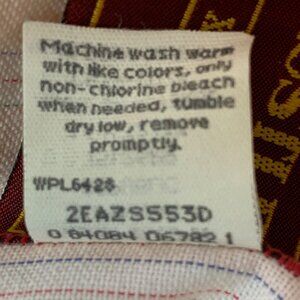 Machine wash warm
with like colors, only
non-chlorine bleach
when needed, tumble
dry low, remove
promptly.
WPL6428
2EAZS553D
0 84084 06782 1